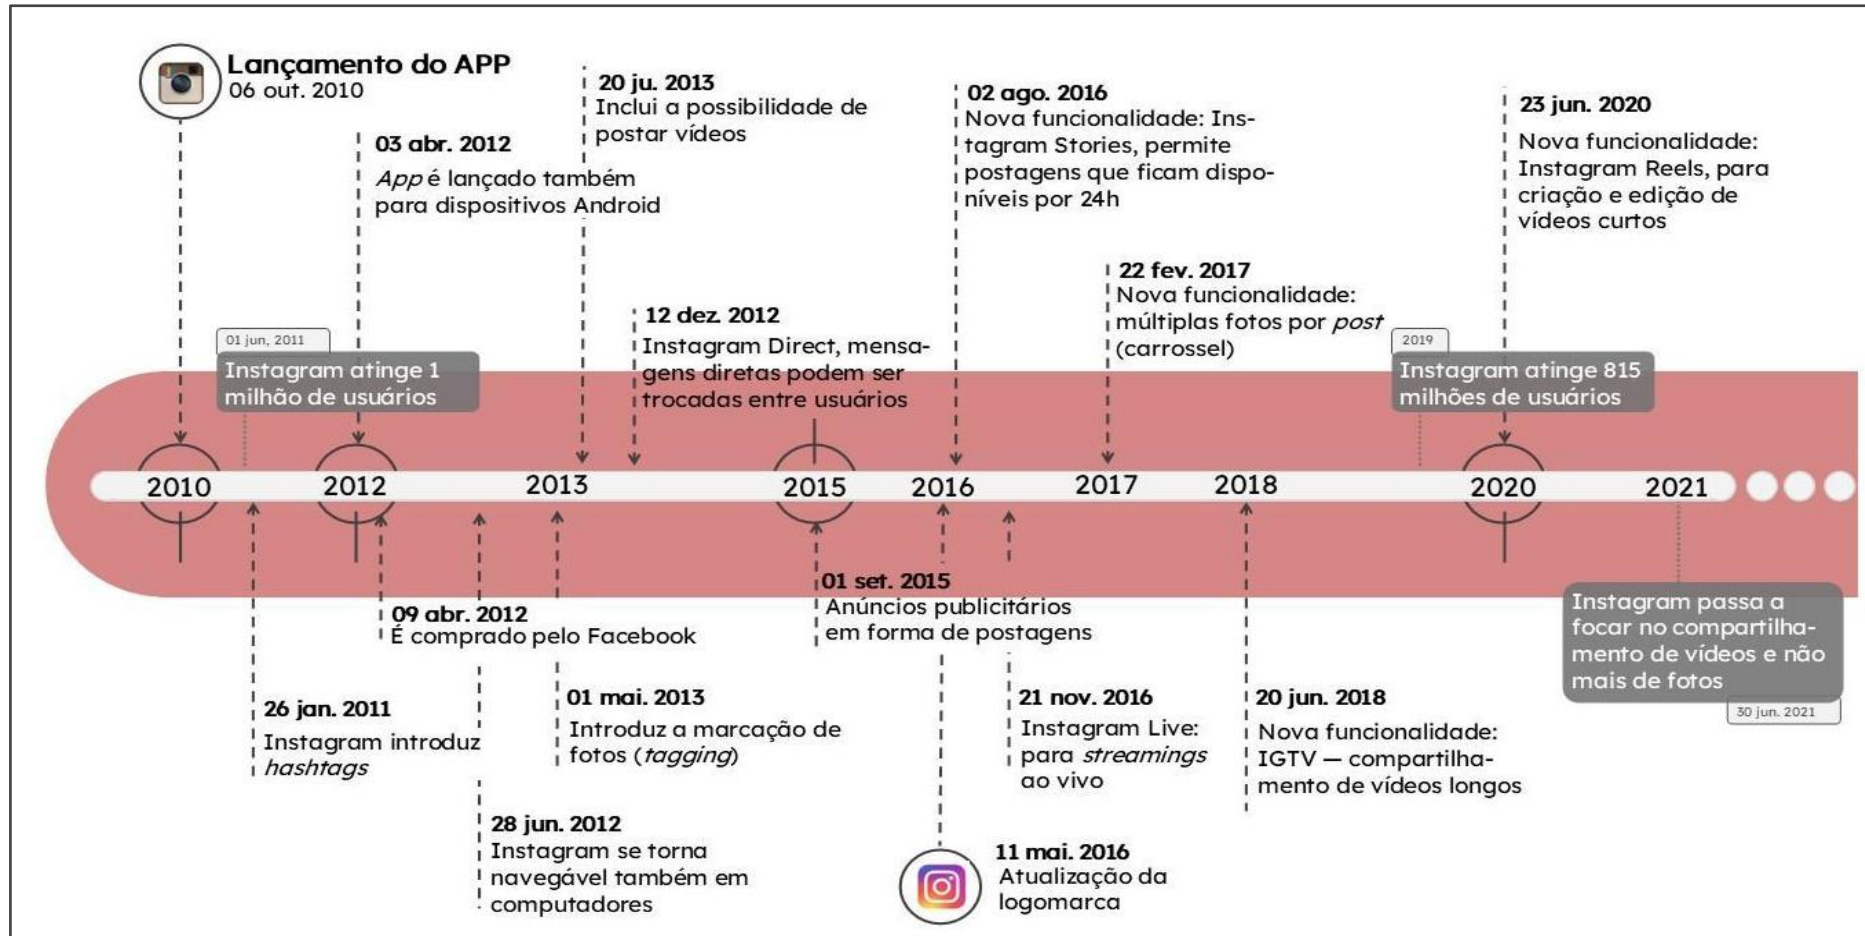 Lançamento do APP
06 out. 2010
03 abr. 2012
App é lançado também
para dispositivos Android
20 ju. 2013
Inclui a possibilidade de
postar vídeos
12 dez. 2012
Instagram Direct, mensa-
gens diretas podem ser
trocadas entre usuários
02 ago. 2016
Nova funcionalidade: Ins-
tagram Stories, permite
postagens que ficam dispo-
níveis por 24h
22 fev. 2017
Nova funcionalidade:
múltiplas fotos por post
(carrossel)
23 jun. 2020
Nova funcionalidade:
Instagram Reels, para
criação e edição de
vídeos curtos
01 jun, 2011
Instagram atinge 1
milhão de usuários
2019
Instagram atinge 815
milhões de usuários
2010
2012
2013
2015
2016
2017
2018
2020
2021
26 jan. 2011
Instagram introduz
hashtags
09 abr. 2012
É comprado pelo Facebook
28 jun. 2012
Instagram se torna
navegável também em
computadores
01 mai. 2013
Introduz a marcação de
fotos (tagging)
01 set. 2015
Anúncios publicitários
em forma de postagens
11 mai. 2016
Atualização da
logomarca
21 nov. 2016
Instagram Live:
para streamings
ao vivo
20 jun. 2018
Nova funcionalidade:
IGTV — compartilha-
mento de vídeos longos
Instagram passa a
focar no compartilha-
mento de vídeos e não
mais de fotos
30 jun. 2021